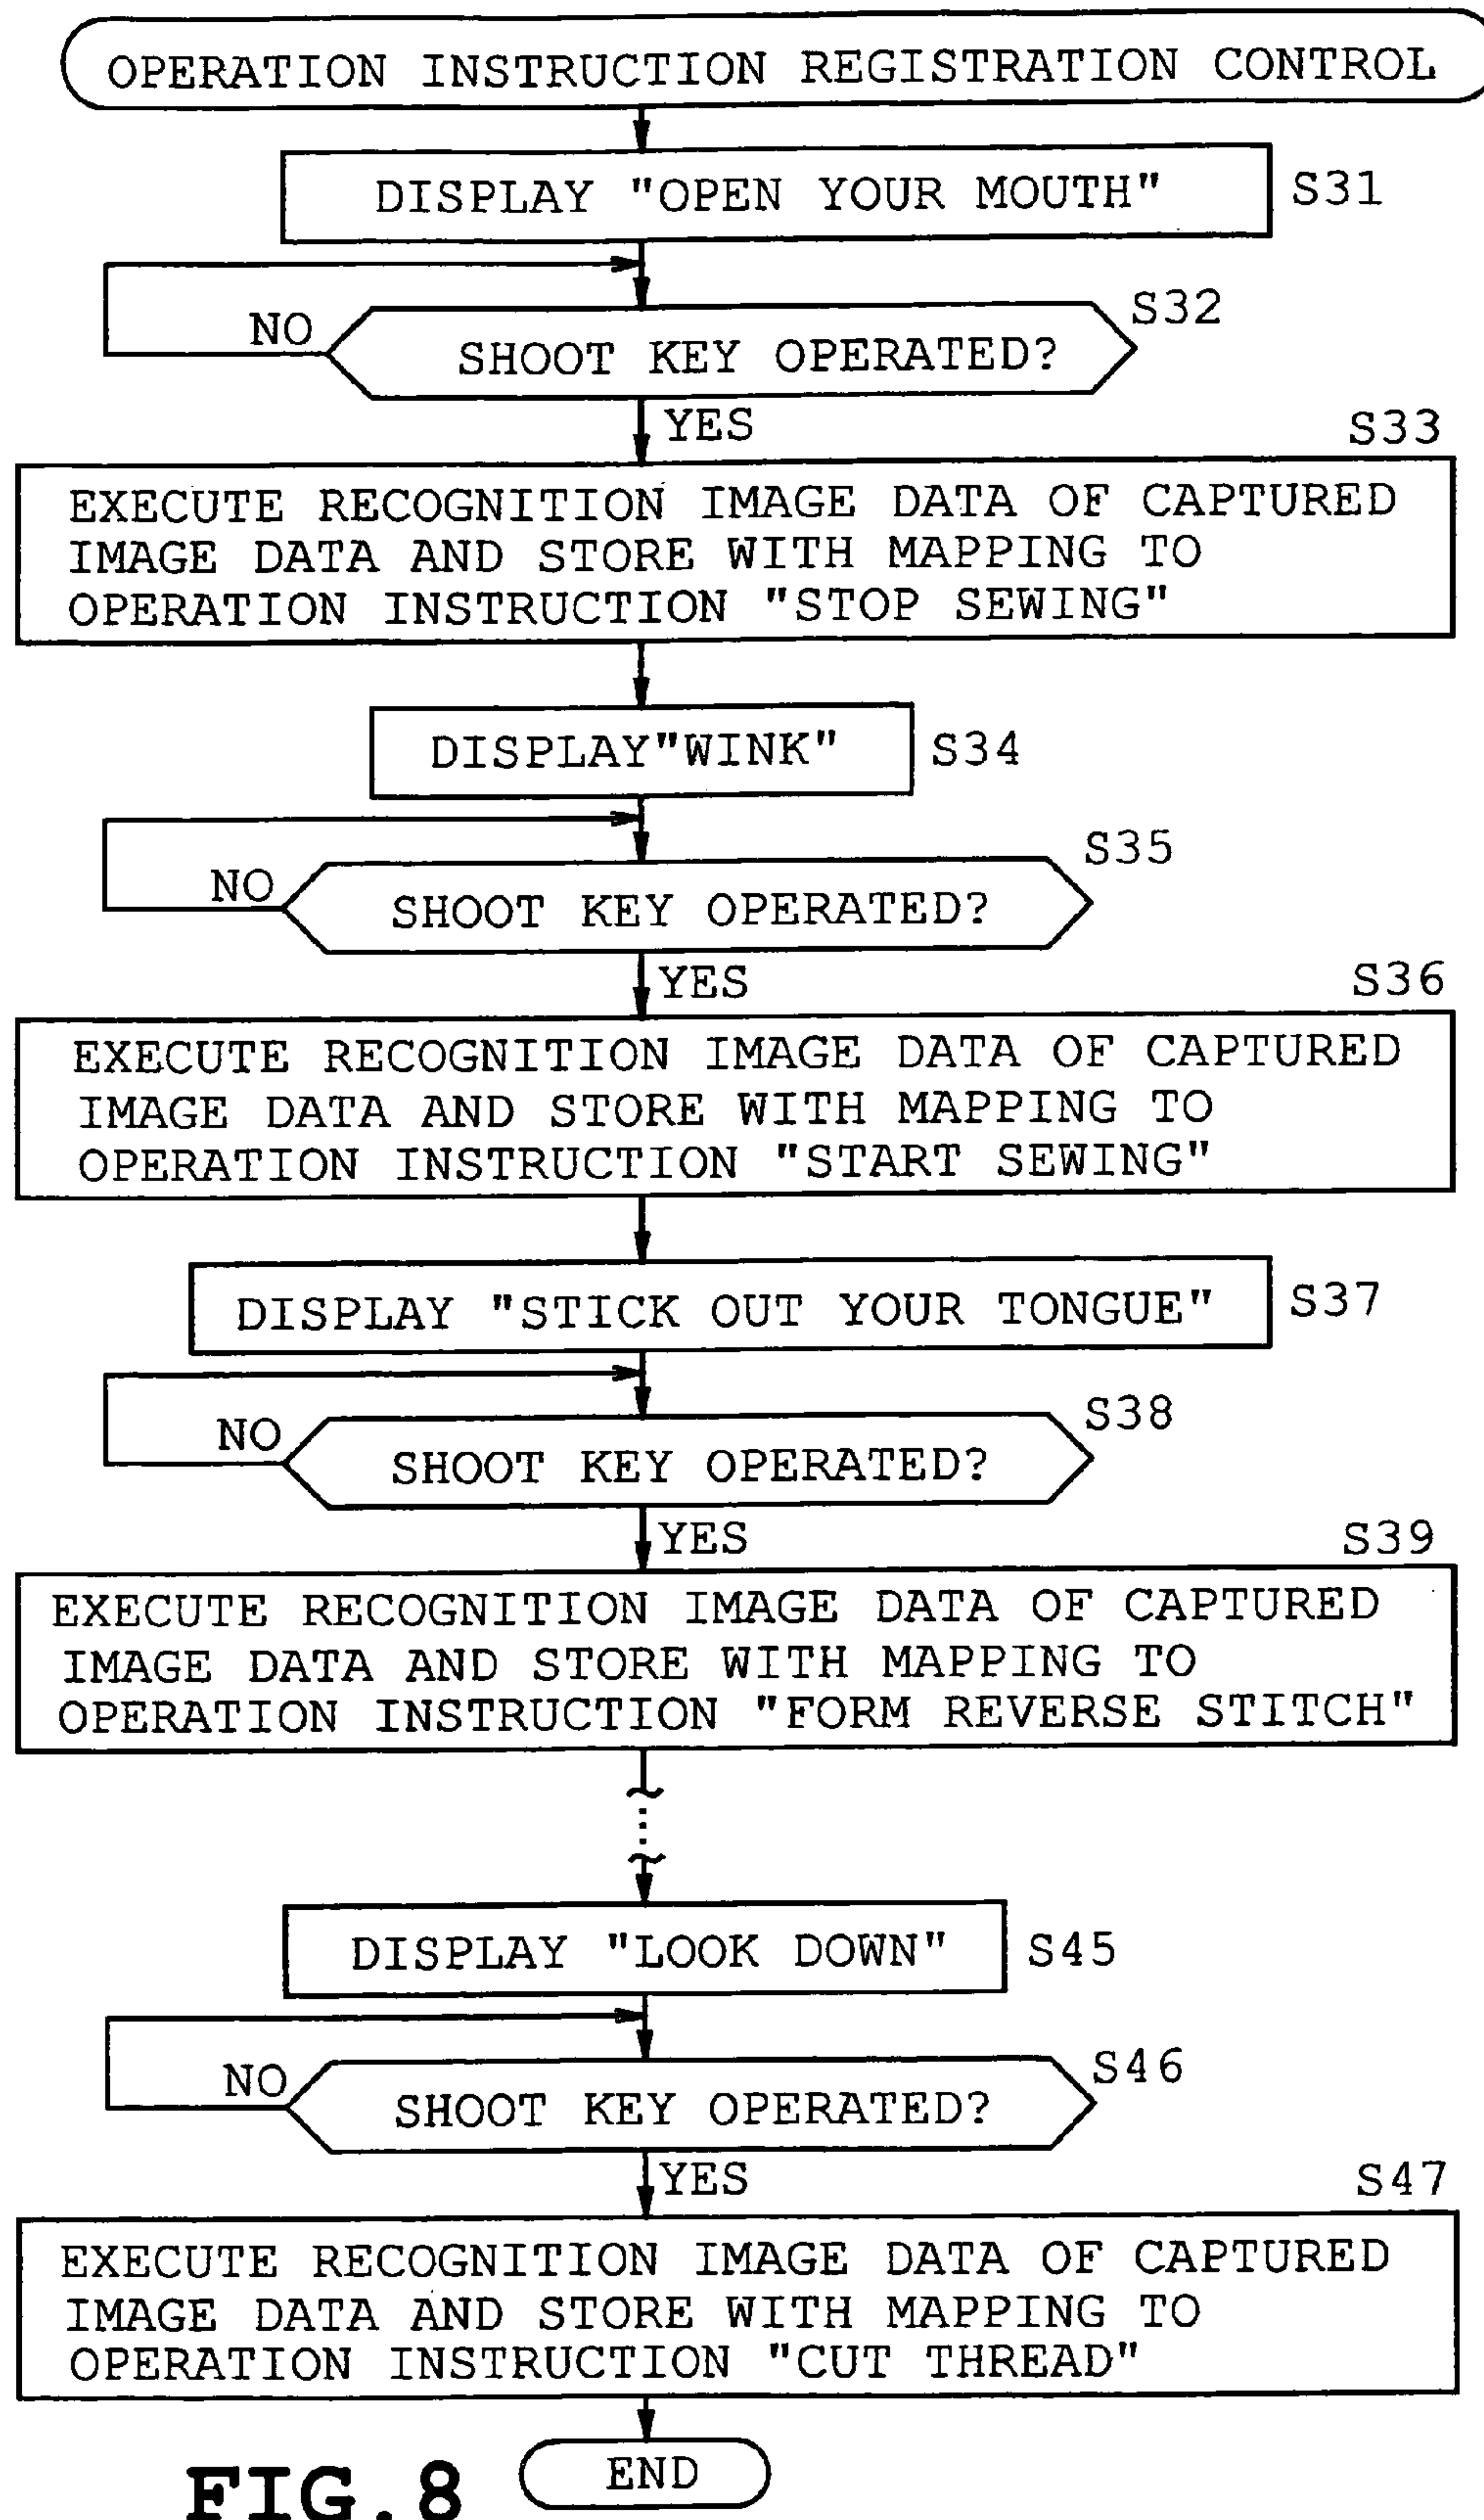 OPERATION INSTRUCTION REGISTRATION CONTROL
DISPLAY "OPEN YOUR MOUTH"
S31
NO
SHOOT KEY OPERATED?
S32
YES
S33
EXECUTE RECOGNITION IMAGE DATA OF CAPTURED
IMAGE DATA AND STORE WITH MAPPING TO
OPERATION INSTRUCTION "STOP SEWING"
DISPLAY"WINK"
S34
NO
SHOOT KEY OPERATED?
S35
YES
S36
EXECUTE RECOGNITION IMAGE DATA OF CAPTURED
IMAGE DATA AND STORE WITH MAPPING TO
OPERATION INSTRUCTION "START SEWING"
DISPLAY "STICK OUT YOUR TONGUE"
S37
NO
SHOOT KEY OPERATED?
S38
YES
S39
EXECUTE RECOGNITION IMAGE DATA OF CAPTURED
IMAGE DATA AND STORE WITH MAPPING TO
OPERATION INSTRUCTION "FORM REVERSE STITCH"
DISPLAY "LOOK DOWN"
S45
NO
SHOOT KEY OPERATED?
S46
YES
S47
EXECUTE RECOGNITION IMAGE DATA OF CAPTURED
IMAGE DATA AND STORE WITH MAPPING TO
OPERATION INSTRUCTION "CUT THREAD"
END
FIG.8